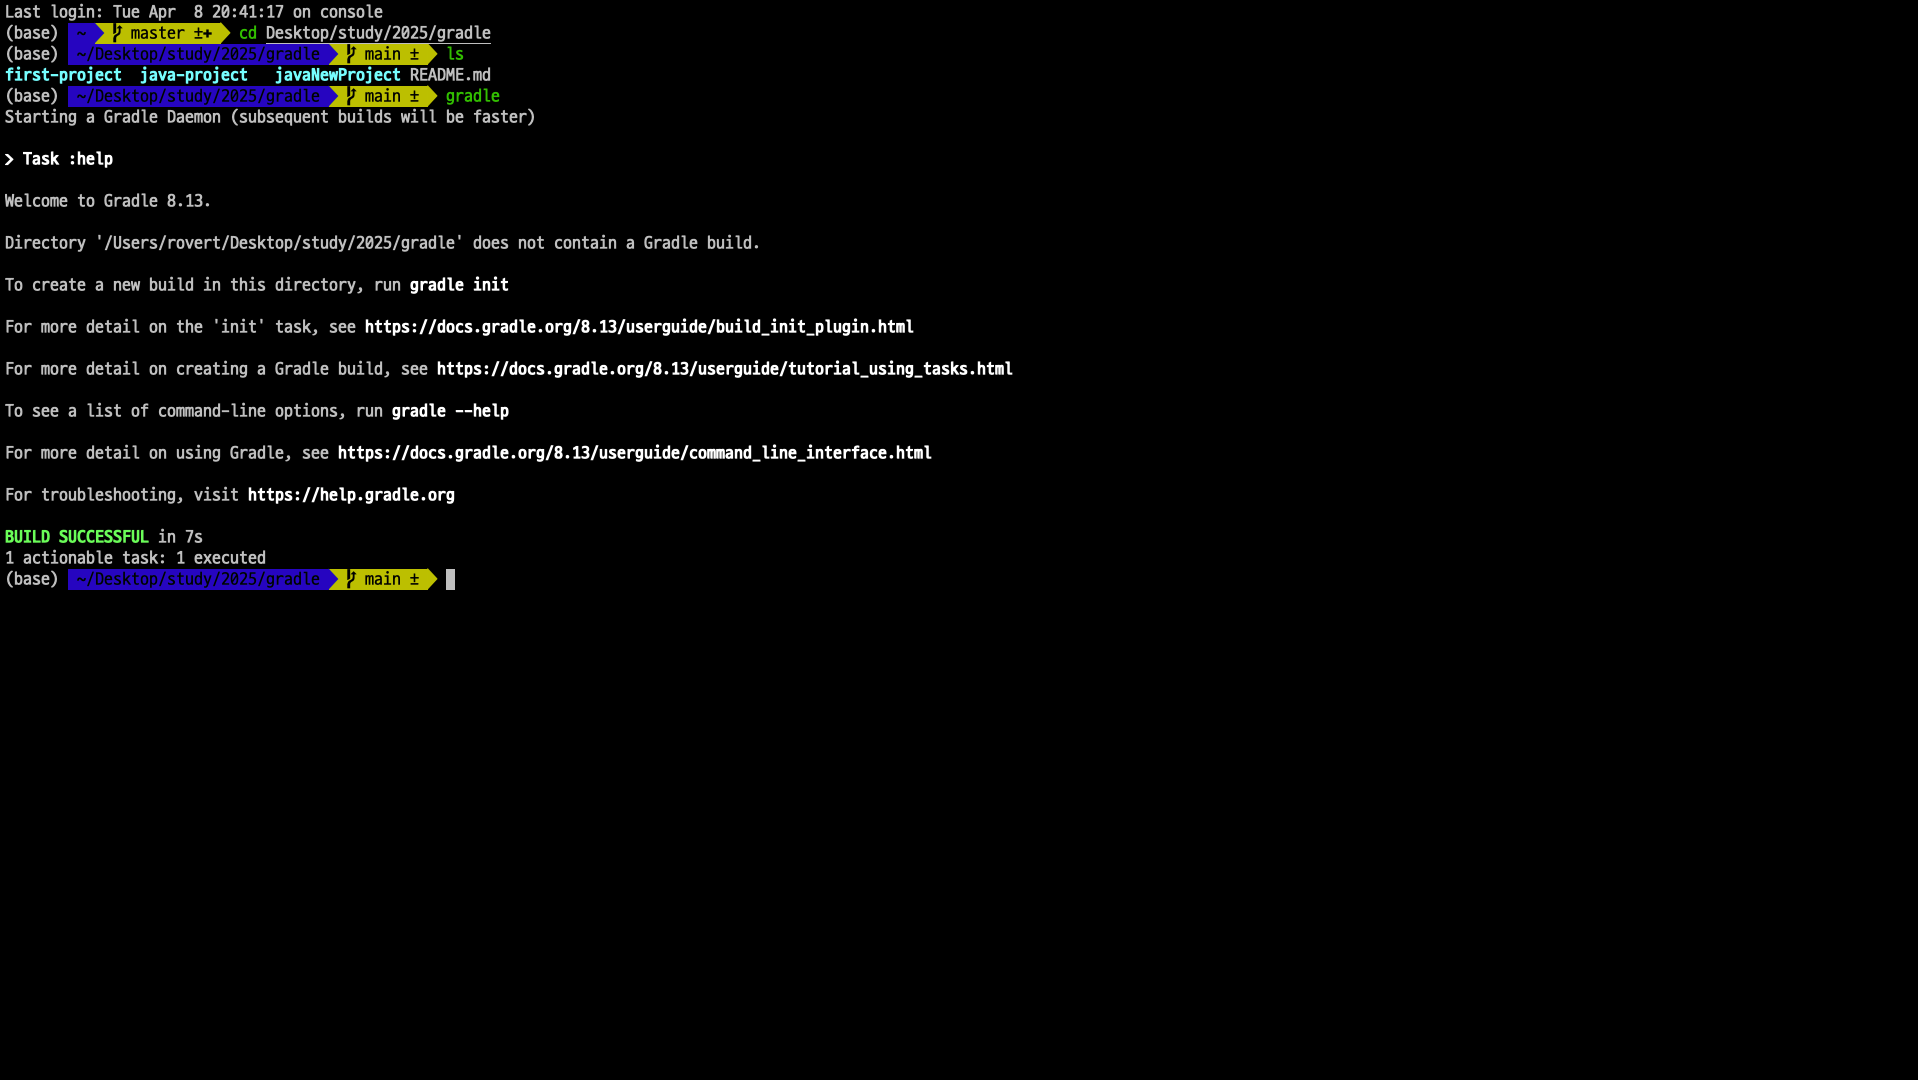 Last login: Tue Apr  8 20:41:17 on console
(base) ~ master ±✚ cd Desktop/study/2025/gradle
(base) ~/Desktop/study/2025/gradle main ± ls
first-project  java-project   javaNewProject README.md
(base) ~/Desktop/study/2025/gradle main ± gradle
Starting a Gradle Daemon (subsequent builds will be faster)
> Task :help
Welcome to Gradle 8.13.
Directory '/Users/rovert/Desktop/study/2025/gradle' does not contain a Gradle build.
To create a new build in this directory, run gradle init
For more detail on the 'init' task, see https://docs.gradle.org/8.13/userguide/build_init_plugin.html
For more detail on creating a Gradle build, see https://docs.gradle.org/8.13/userguide/tutorial_using_tasks.html
To see a list of command-line options, run gradle --help
For more detail on using Gradle, see https://docs.gradle.org/8.13/userguide/command_line_interface.html
For troubleshooting, visit https://help.gradle.org
BUILD SUCCESSFUL in 7s
1 actionable task: 1 executed
(base) ~/Desktop/study/2025/gradle main ±